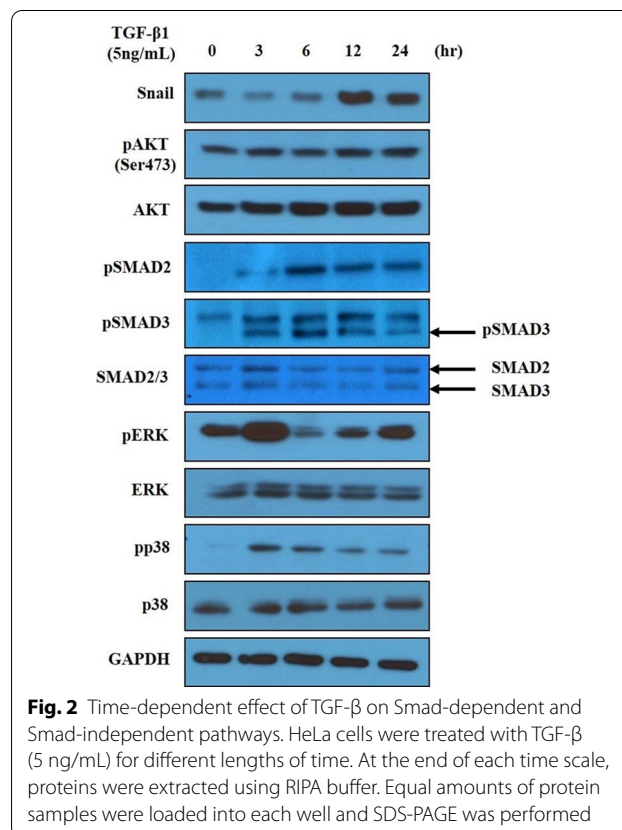 TGF-β1
(5ng/mL) 0 3 6 12 24 (hr)
Snail
pAKT
(Ser473)
AKT
pSMAD2
pSMAD3 pSMAD3
SMAD2/3 SMAD2
SMAD3
pERK
ERK
pp38
p38
GAPDH
Fig. 2 Time-dependent effect of TGF-β on Smad-dependent and
Smad-independent pathways. HeLa cells were treated with TGF-β
(5 ng/mL) for different lengths of time. At the end of each time scale,
proteins were extracted using RIPA buffer. Equal amounts of protein
samples were loaded into each well and SDS-PAGE was performed